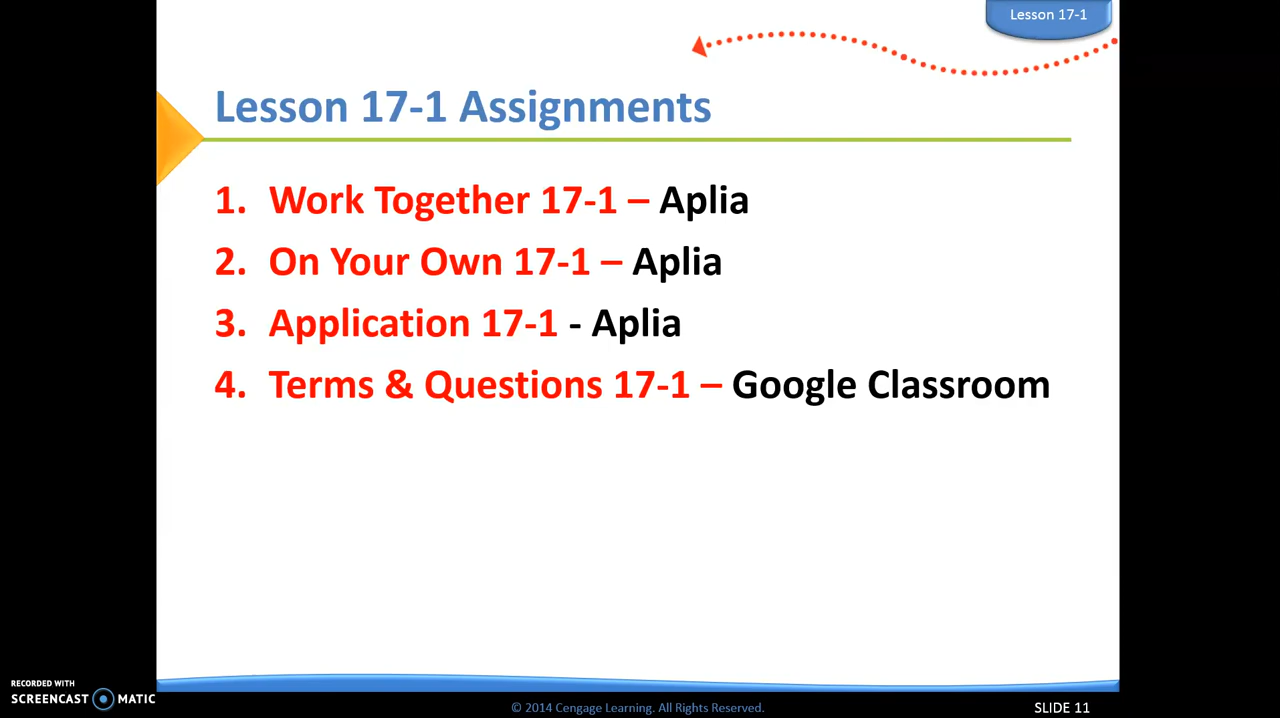 Lesson 17-1
Lesson 17-1 Assignments
1. Work Together 17-1 – Aplia
2. On Your Own 17-1 – Aplia
3. Application 17-1 - Aplia
4. Terms & Questions 17-1 – Google Classroom
RECORDED WITH
SCREENCAST MATIC
© 2014 Cengage Learning. All Rights Reserved.
SLIDE 11